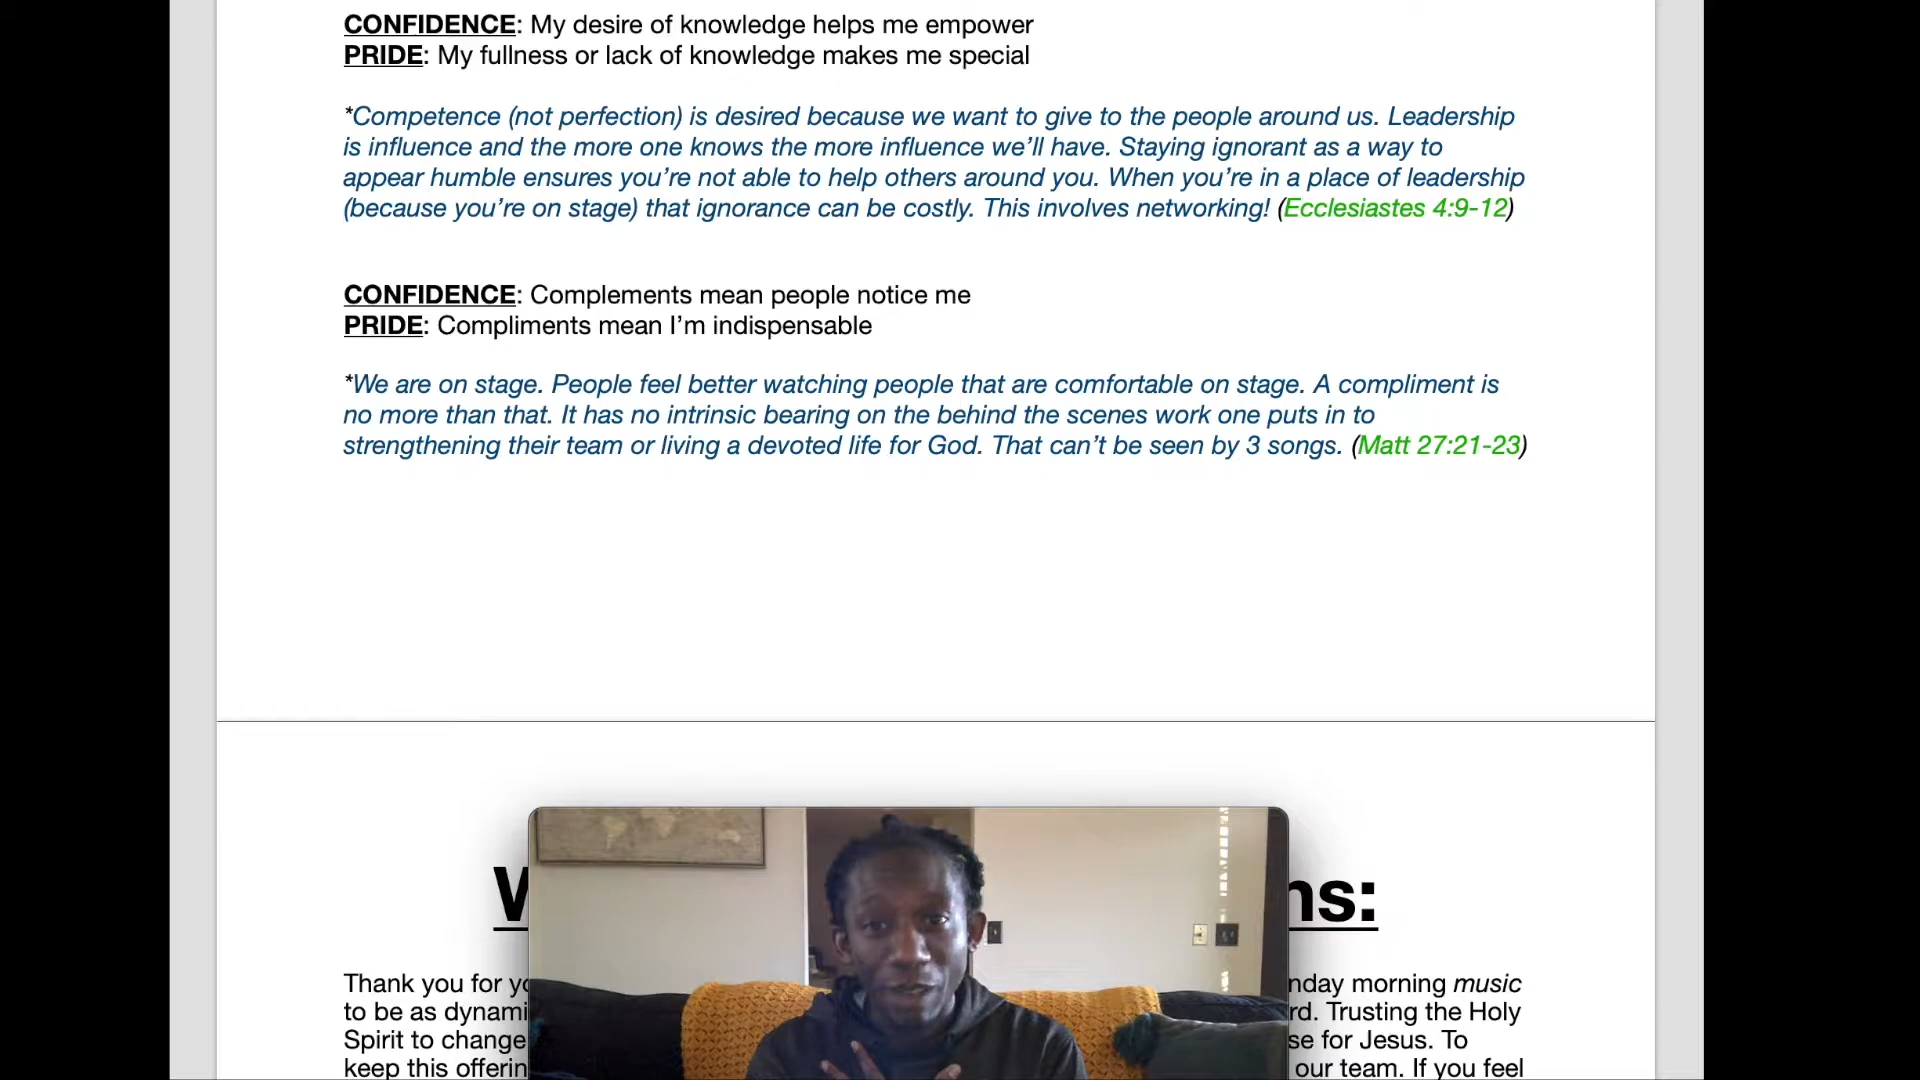 CONFIDENCE: My desire of knowledge helps me empower
PRIDE: My fullness or lack of knowledge makes me special
*Competence (not perfection) is desired because we want to give to the people around us. Leadership
is influence and the more one knows the more influence we’ll have. Staying ignorant as a way to
appear humble ensures you’re not able to help others around you. When you’re in a place of leadership
(because you’re on stage) that ignorance can be costly. This involves networking! (Ecclesiastes 4:9-12)
CONFIDENCE: Complements mean people notice me
PRIDE: Compliments mean I’m indispensable
*We are on stage. People feel better watching people that are comfortable on stage. A compliment is
no more than that. It has no intrinsic bearing on the behind the scenes work one puts in to
strengthening their team or living a devoted life for God. That can’t be seen by 3 songs. (Matt 27:21-23)
Thank you for morning music
to be as Trusting the Holy
Spirit to change for Jesus. To
keep this our team. If you feel